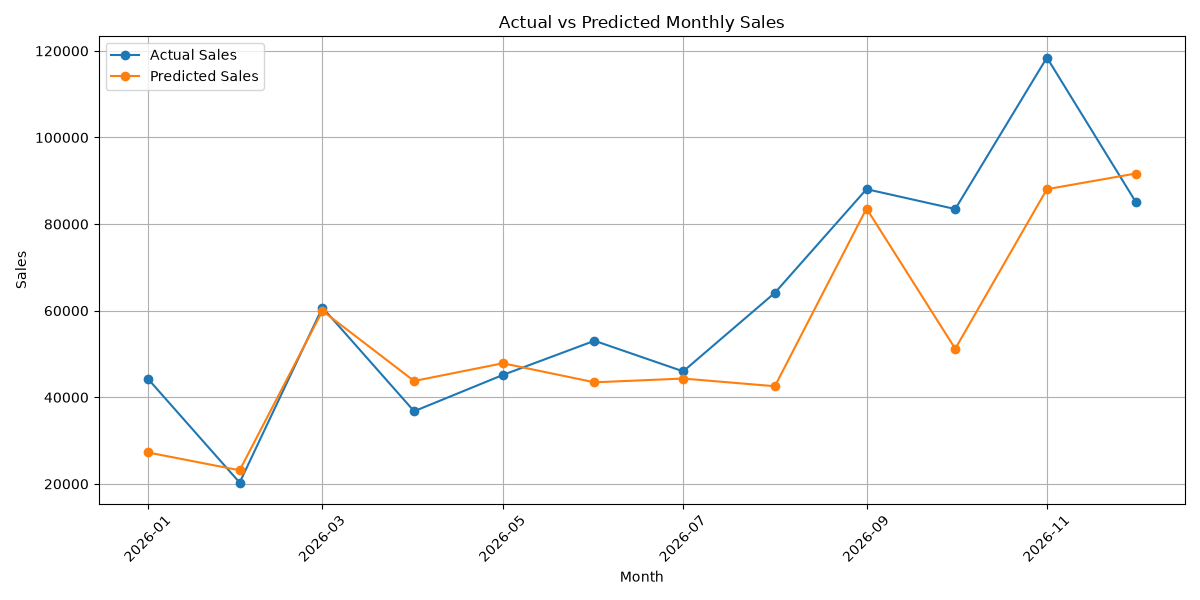 Actual vs Predicted Monthly Sales
Actual Sales
Predicted Sales
120000
100000
80000
60000
40000
20000
Sales
2026-01
2026-03
2026-05
2026-07
2026-09
2026-11
Month